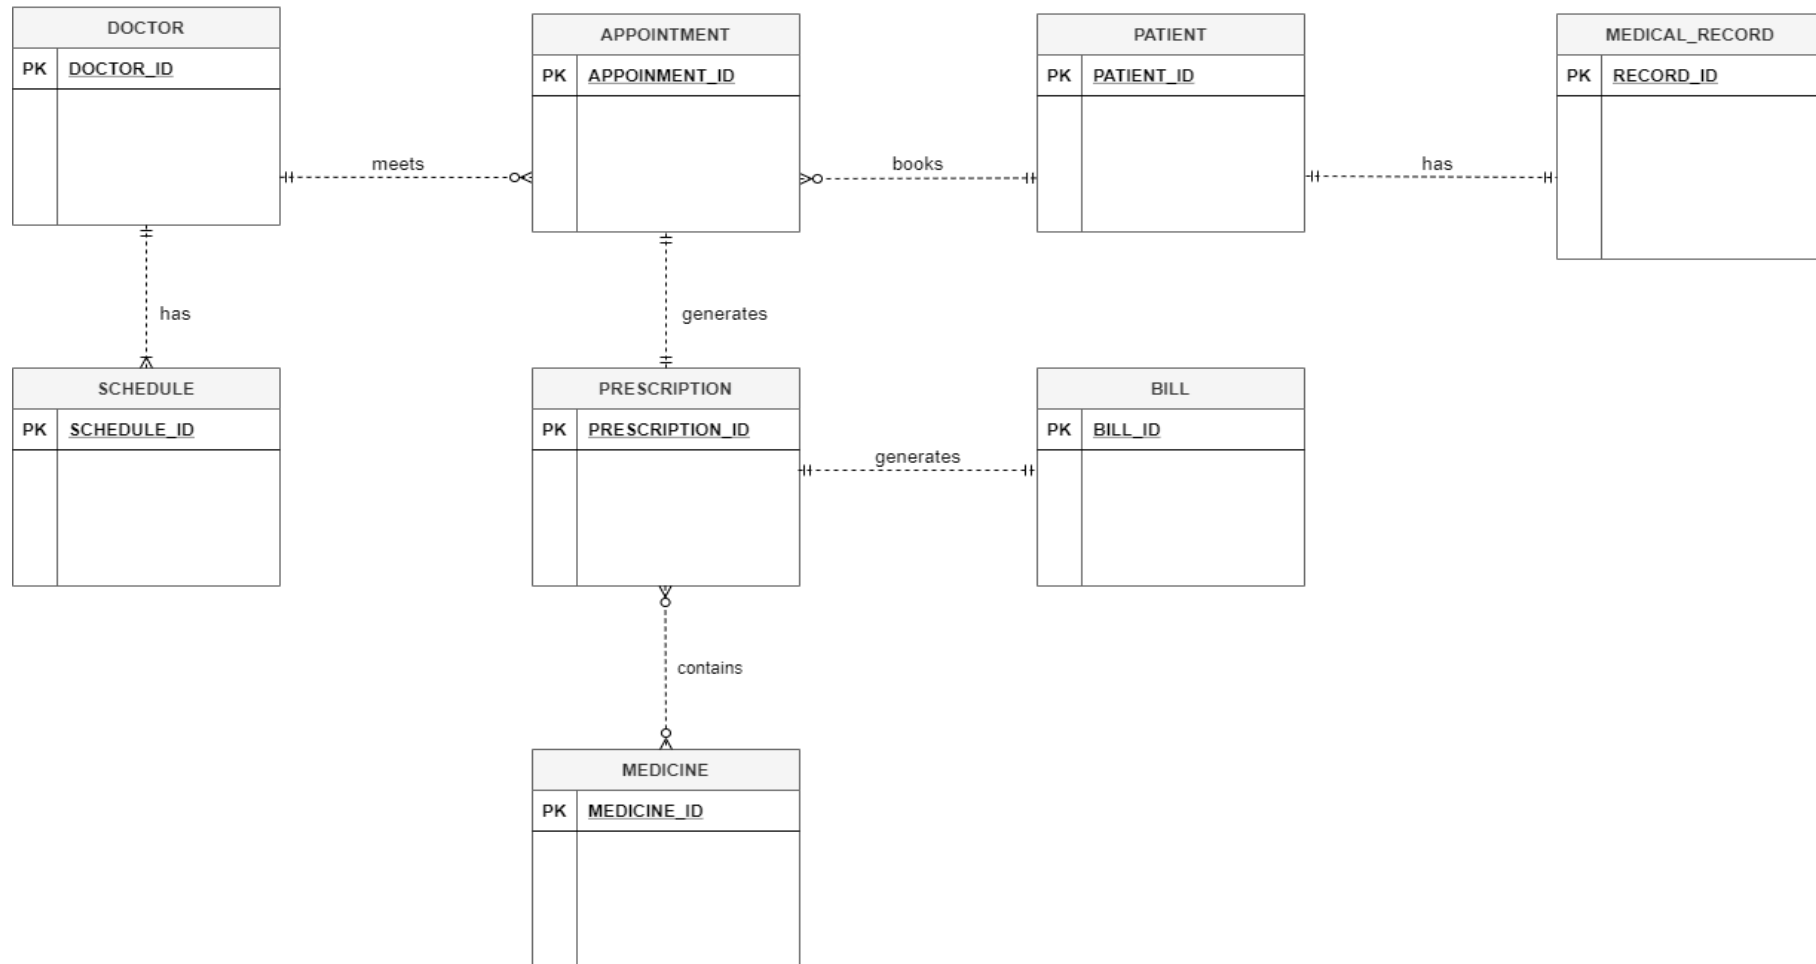 DOCTOR
PK DOCTOR_ID
APPOINTMENT
PK APPOINMENT_ID
PATIENT
PK PATIENT_ID
MEDICAL_RECORD
PK RECORD_ID
meets
books
has
has
generates
SCHEDULE
PK SCHEDULE_ID
PRESCRIPTION
PK PRESCRIPTION_ID
BILL
PK BILL_ID
generates
contains
MEDICINE
PK MEDICINE_ID